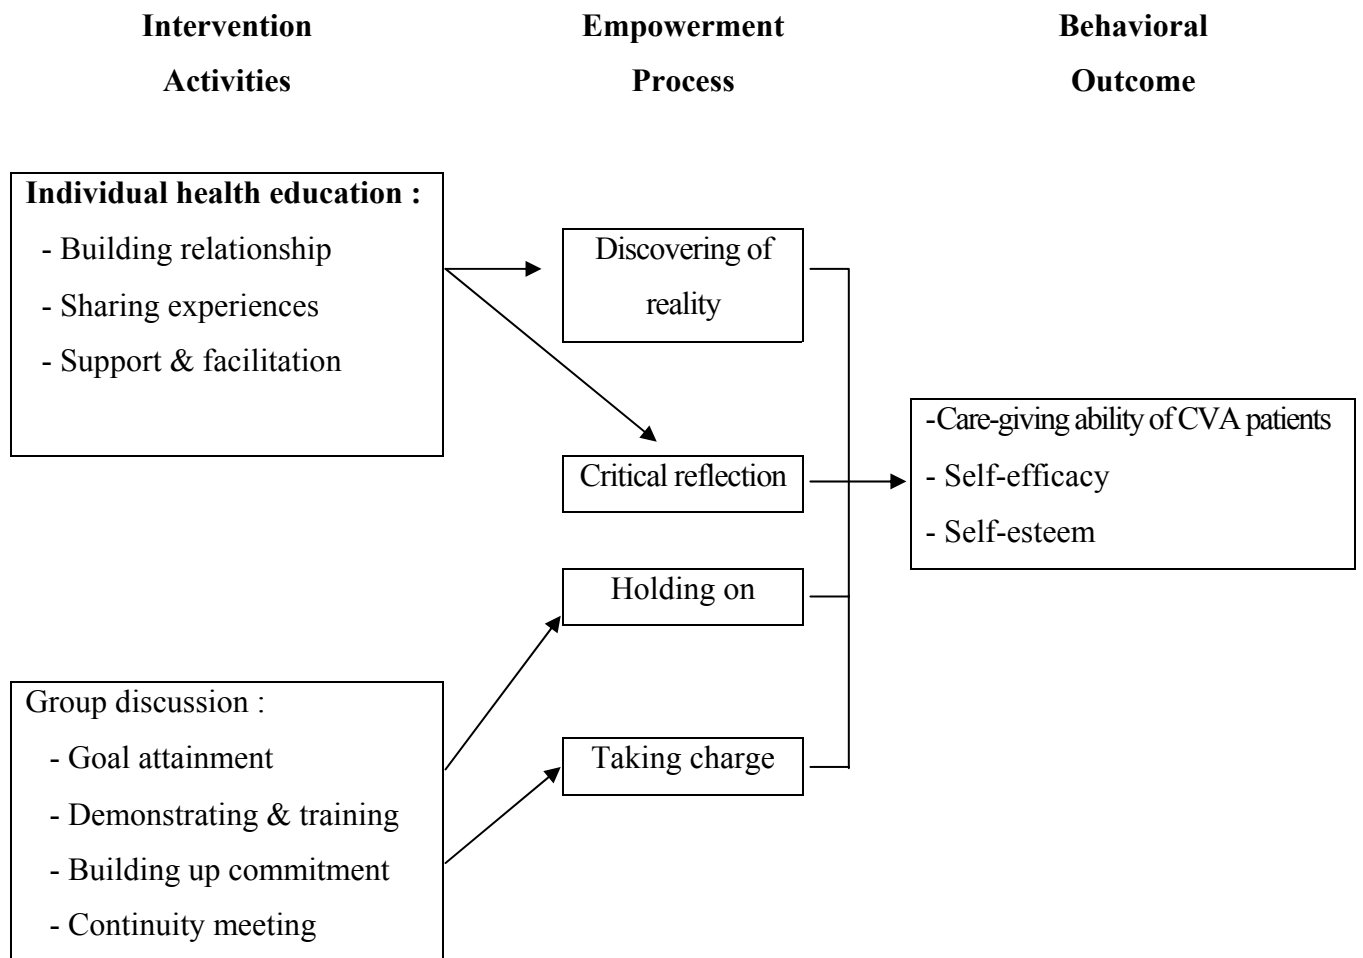 Intervention
Activities
Empowerment
Process
Behavioral
Outcome
Individual health education :
- Building relationship
- Sharing experiences
- Support & facilitation
Discovering of
reality
Critical reflection
Holding on
Taking charge
-Care-giving ability of CVA patients
- Self-efficacy
- Self-esteem
Group discussion :
- Goal attainment
- Demonstrating & training
- Building up commitment
- Continuity meeting